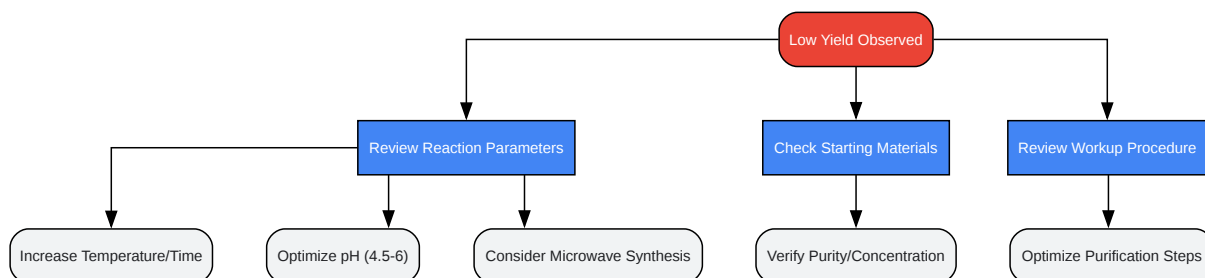 Low Yield Observed
Review Reaction Parameters
Check Starting Materials
Review Workup Procedure
Increase Temperature/Time
Optimize pH (4.5-6)
Consider Microwave Synthesis
Verify Purity/Concentration
Optimize Purification Steps